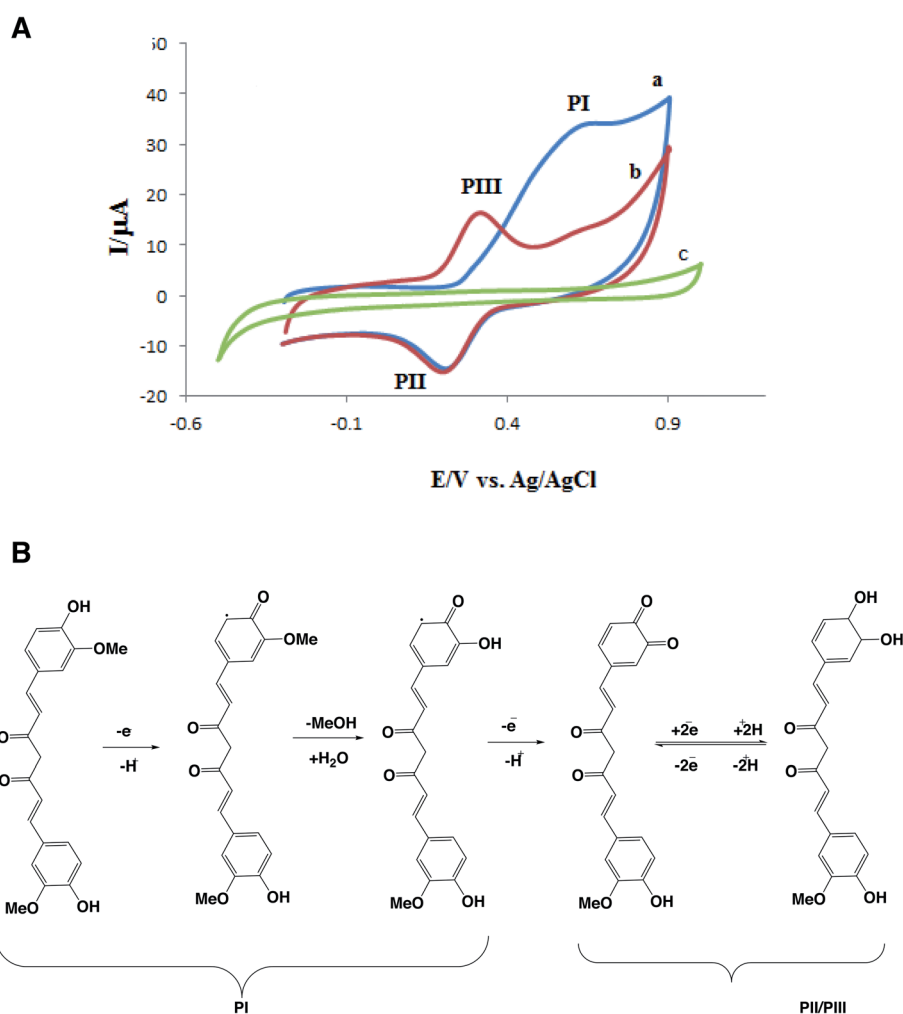 A
50
40
30
20
10
0
-10
-20
-0.6
-0.1
0.4
0.9
I/μA
E/V vs. Ag/AgCl
PI
PII
PIII
a
b
c
B
OH
OMe
O
O
MeO
OH
-e
-H+
O
OMe
O
O
MeO
OH
-MeOH
+H2O
O
OH
O
O
MeO
OH
-e-
-H+
O
O
O
O
MeO
OH
+2e- +2H
-2e- -2H
OH
OH
O
O
MeO
OH
PI
PII/PIII